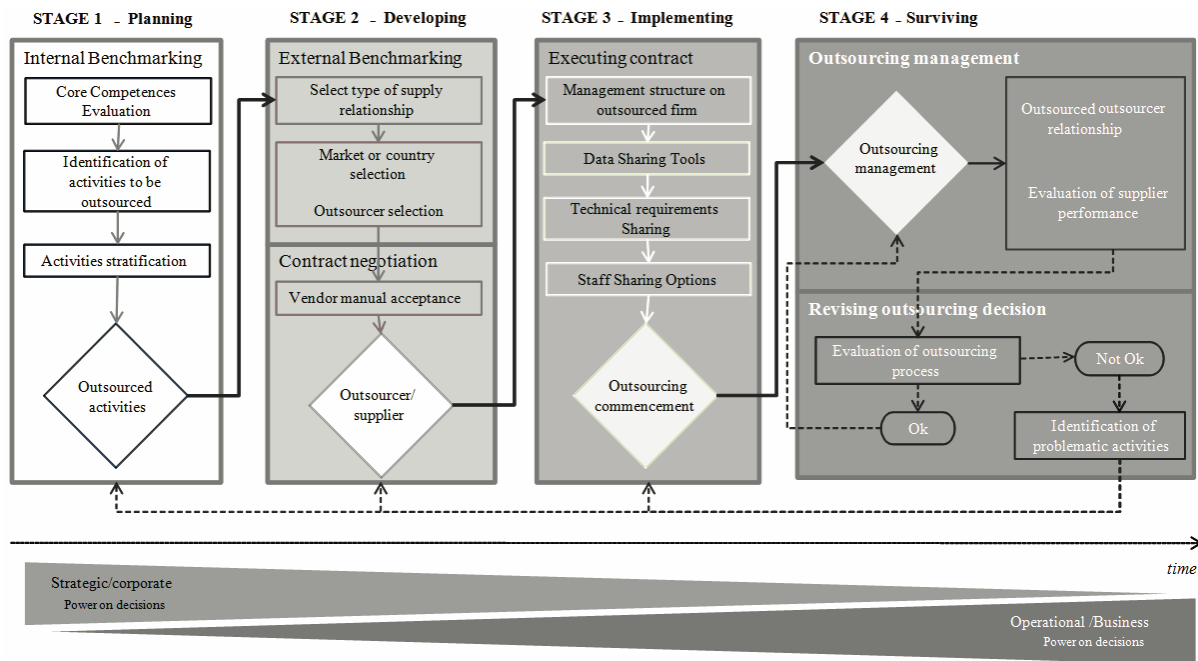 STAGE 1 - Planning
Internal Benchmarking
Core Competences
Evaluation
Identification of
activities to be
outsourced
Activities stratification
Outsourced
activities
STAGE 2 - Developing
External Benchmarking
Select type of supply
relationship
Market or country
selection
Outsourcer selection
Contract negotiation
Vendor manual acceptance
Outsourcer/
supplier
STAGE 3 - Implementing
Executing contract
Management structure on
outsourced firm
Data Sharing Tools
Technical requirements
Sharing
Staff Sharing Options
Outsourcing
commencement
STAGE 4 - Surviving
Outsourcing management
Outsourcing
management
Outsourced outsourcer
relationship
Evaluation of supplier
performance
Revising outsourcing decision
Evaluation of outsourcing
process
Not Ok
Ok
Identification of
problematic activities
time
Strategic/corporate
Power on decisions
Operational /Business
Power on decisions